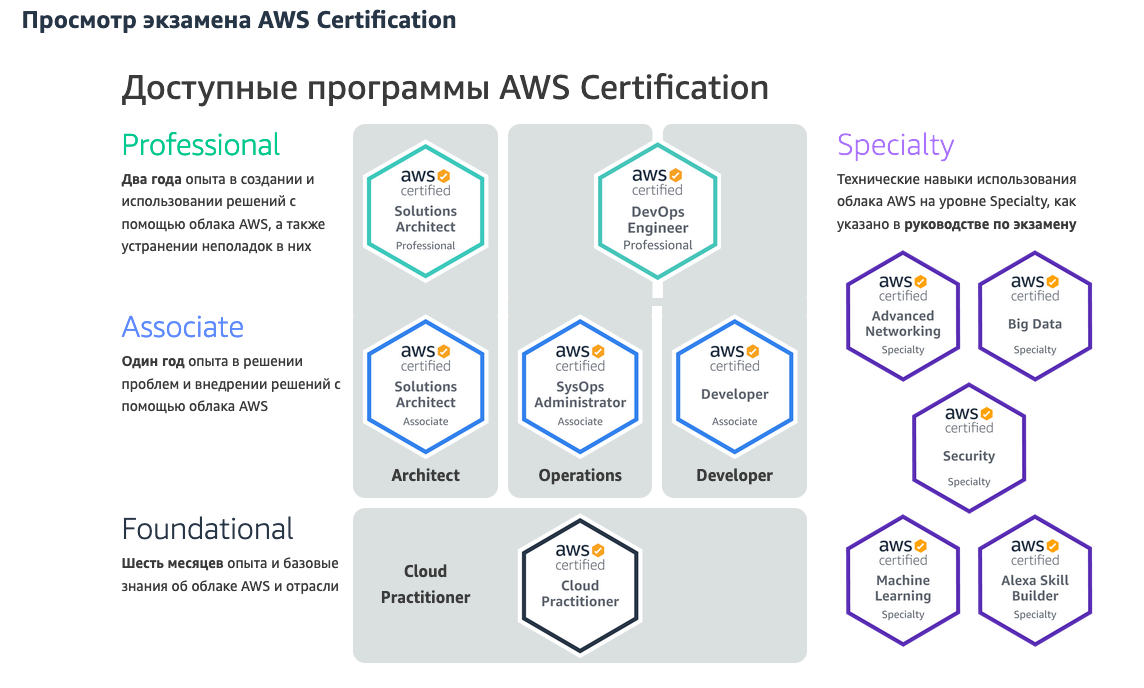 Просмотр экзамена AWS Certification
Доступные программы AWS Certification
Professional
Два года опыта в создании и
использовании решений с
помощью облака AWS, а также
устранении неполадок в них
aws
certified
Solutions
Architect
Professional
aws
certified
DevOps
Engineer
Professional
Associate
Один год опыта в решении
проблем и внедрении решений с
помощью облака AWS
aws
certified
Solutions
Architect
Associate
Architect
aws
certified
SysOps
Administrator
Associate
Operations
aws
certified
Developer
Associate
Developer
Foundational
Шесть месяцев опыта и базовые
знания об облаке AWS и отрасли
Cloud
Practitioner
aws
certified
Cloud
Practitioner
Specialty
Технические навыки использования
облака AWS на уровне Specialty, как
указано в руководстве по экзамену
aws
certified
Advanced
Networking
Specialty
aws
certified
Big Data
Specialty
aws
certified
Security
Specialty
aws
certified
Machine
Learning
Specialty
aws
certified
Alexa Skill
Builder
Specialty